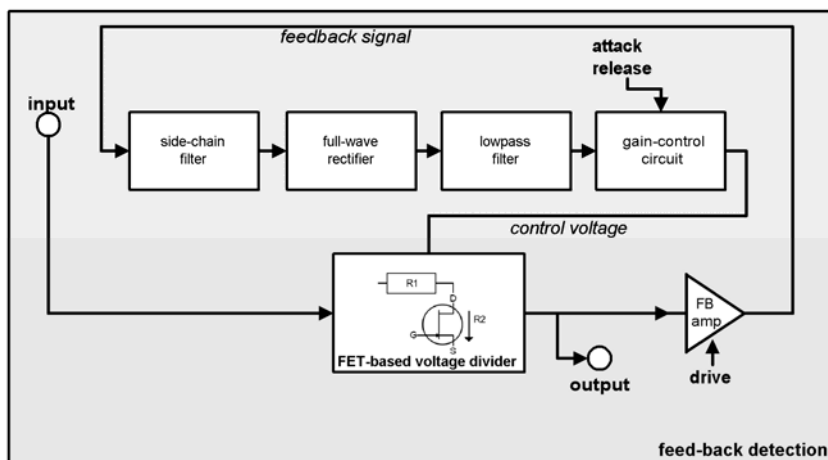 feedback signal
attack
release
input
side-chain
filter
full-wave
rectifier
lowpass
filter
gain-control
circuit
control voltage
R1
D
R2
G
S
FET-based voltage divider
FB
amp
output
drive
feed-back detection